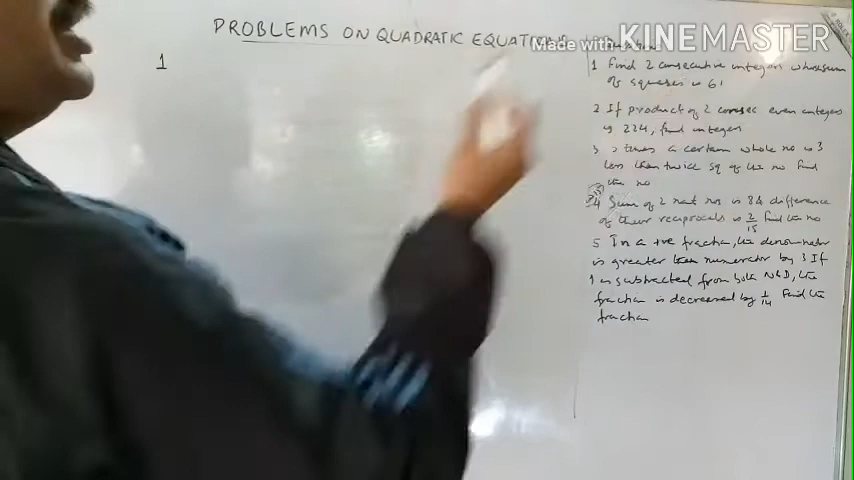 PROBLEMS ON QUADRATIC EQUATIONS
Made with KINEMASTER
1
1 Find 2 consecutive integers whose sum
of squares is 61
2 If product of 2 consec even integers
is 224, find integers
3 5 times a certain whole no is 3
less than twice sq of the no Find
the no
4 Sum of 2 nat nos is 8 & difference
of their reciprocals is 2/15 Find the no
5 In a +ve fraction, the denominator
is greater than numerator by 3 If
1 is subtracted from both N&D, the
fraction is decreased by 1/14 Find the
fraction